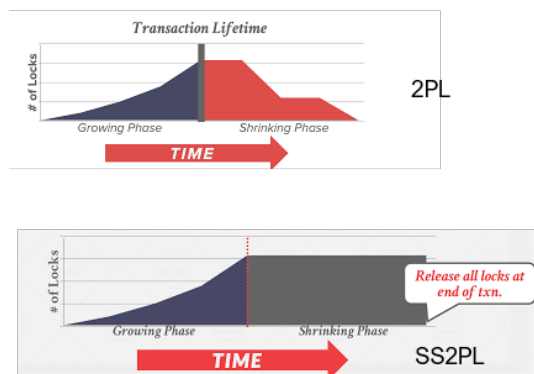 Transaction Lifetime
# of Locks
2PL
Growing Phase
Shrinking Phase
TIME
# of Locks
Release all locks at
end of txn.
Growing Phase
Shrinking Phase
TIME
SS2PL